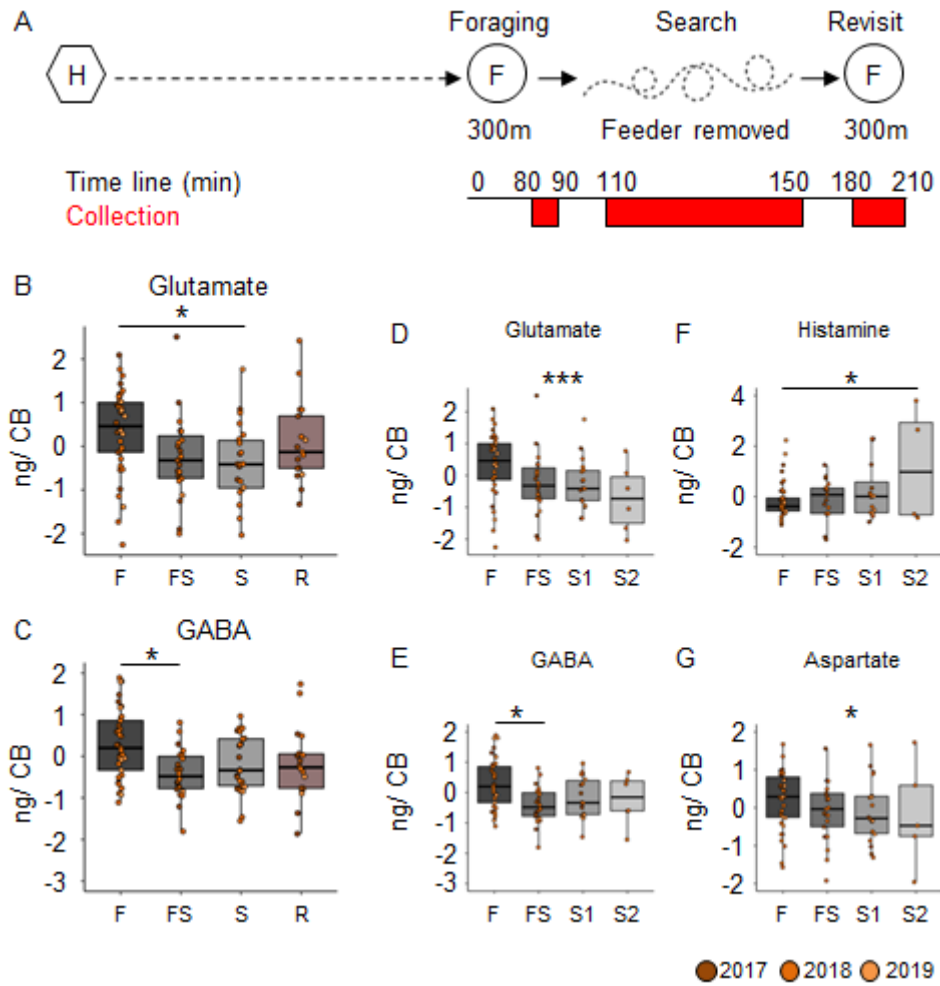 A
Foraging Search Revisit
H F F
300m Feeder removed 300m
Time line (min) 0 80 90 110 150 180 210
Collection
B Glutamate
*
ng/ CB
2
1
0
-1
-2
F FS S R
C GABA
*
ng/ CB
2
1
0
-1
-2
-3
F FS S R
D Glutamate
***
ng/ CB
2
1
0
-1
-2
F FS S1 S2
F Histamine
*
ng/ CB
4
2
0
-2
F FS S1 S2
E GABA
*
ng/ CB
2
1
0
-1
-2
-3
F FS S1 S2
G Aspartate
*
ng/ CB
2
1
0
-1
-2
F FS S1 S2
2017 2018 2019